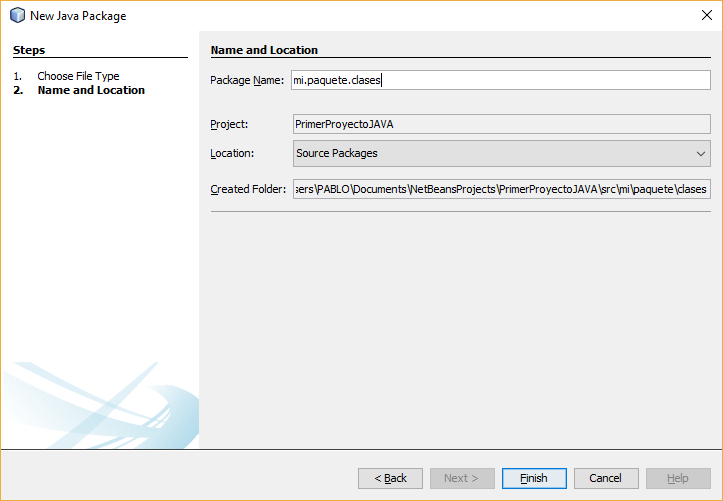 New Java Package
Steps
1. Choose File Type
2. Name and Location
Name and Location
Package Name: mi.paquete.clases
Project: PrimerProyectoJAVA
Location: Source Packages
Created Folder: sers\PABLO\Documents\NetBeansProjects\PrimerProyectoJAVA\src\mi\paquete\clases
< Back Next > Finish Cancel Help